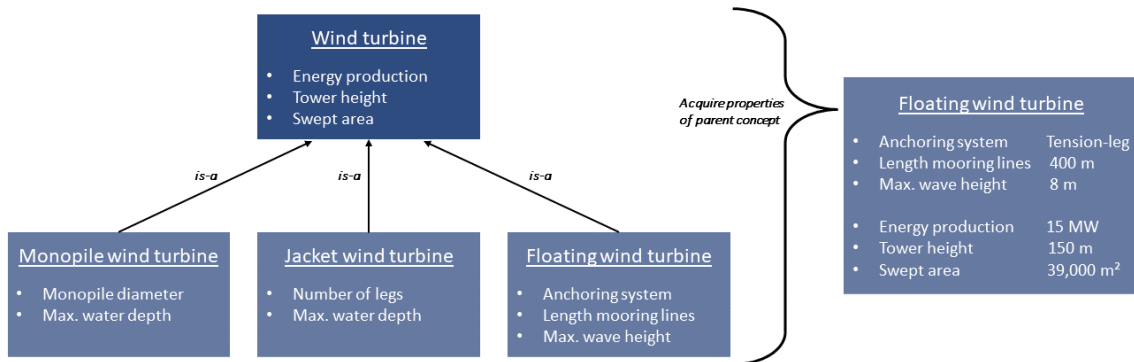 Wind turbine
• Energy production
• Tower height
• Swept area
is-a
is-a
is-a
Monopile wind turbine
• Monopile diameter
• Max. water depth
Jacket wind turbine
• Number of legs
• Max. water depth
Floating wind turbine
• Anchoring system
• Length mooring lines
• Max. wave height
Acquire properties
of parent concept
Floating wind turbine
• Anchoring system Tension-leg
• Length mooring lines 400 m
• Max. wave height 8 m
• Energy production 15 MW
• Tower height 150 m
• Swept area 39,000 m²